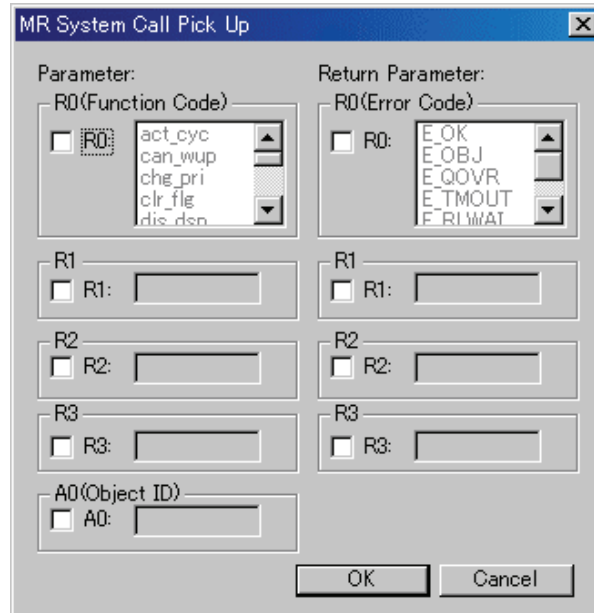 MR System Call Pick Up
Parameter:
R0(Function Code)
R0:
act_cyc
can_wup
chg_pri
clr_flg
dis_dsp
R1
R1:
R2
R2:
R3
R3:
A0(Object ID)
A0:
Return Parameter:
R0(Error Code)
R0:
E_OK
E_OBJ
E_QOVR
E_TMOUT
E_RLWAI
R1
R1:
R2
R2:
R3
R3:
OK
Cancel